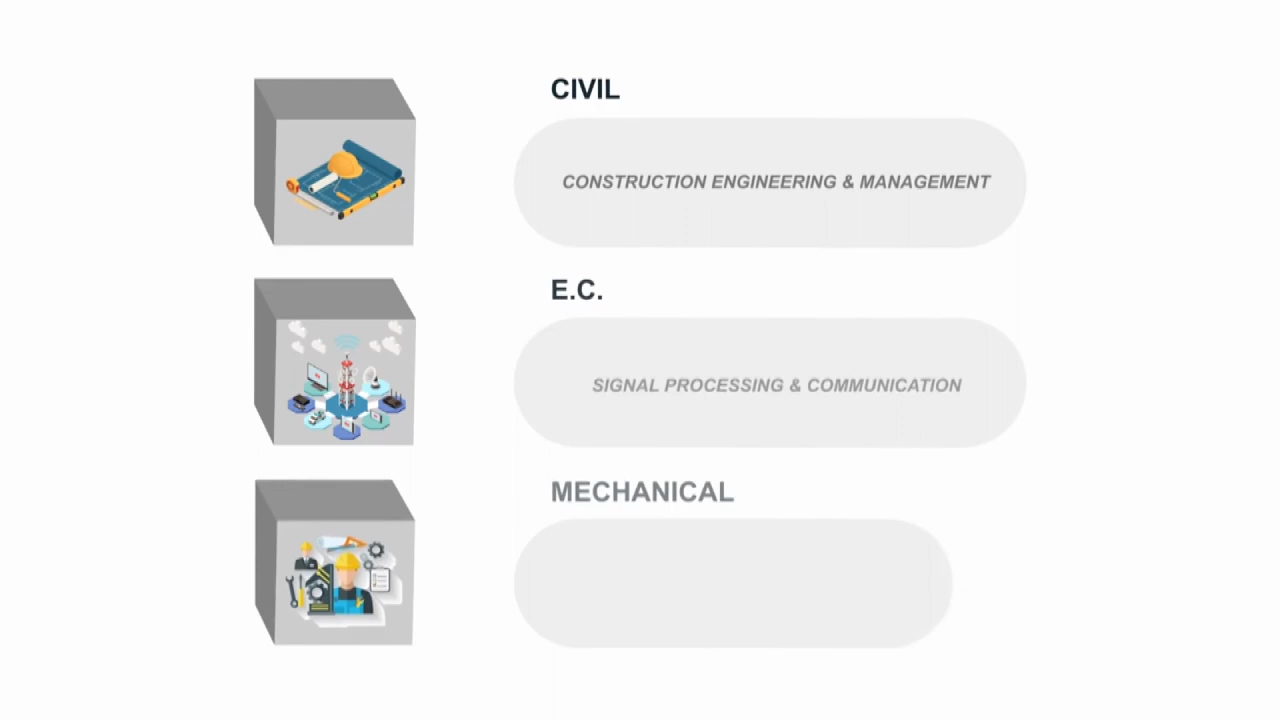 CIVIL
CONSTRUCTION ENGINEERING & MANAGEMENT
E.C.
SIGNAL PROCESSING & COMMUNICATION
MECHANICAL